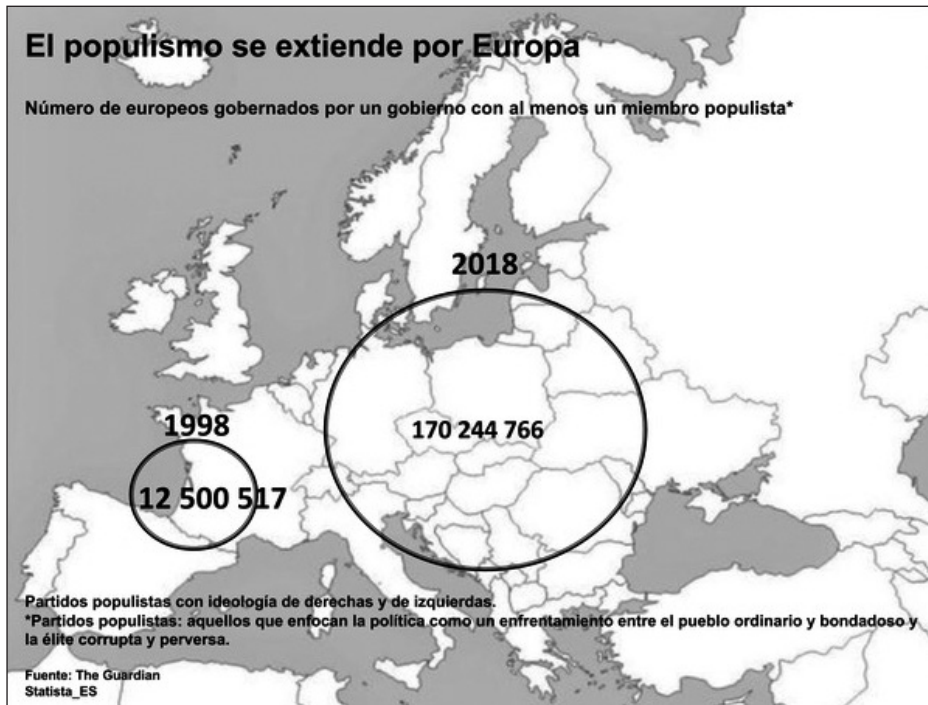 El populismo se extiende por Europa
Número de europeos gobernados por un gobierno con al menos un miembro populista*
2018
170 244 766
1998
12 500 517
Partidos populistas con ideología de derechas y de izquierdas.
*Partidos populistas: aquellos que enfocan la política como un enfrentamiento entre el pueblo ordinario y bondadoso y
la élite corrupta y perversa.
Fuente: The Guardian
Statista_ES